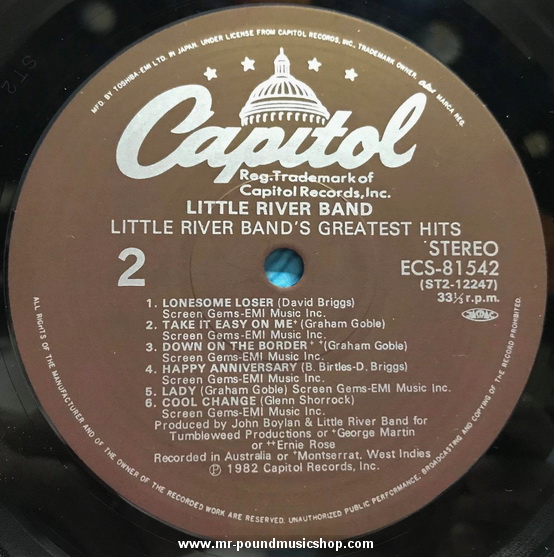 MFD. BY TOSHIBA-EMI LTD. IN JAPAN. UNDER LICENSE FROM CAPITOL RECORDS, INC., TRADEMARK OWNER. MARCA REG.
Capitol
Reg.Trademark of
Capitol Records,Inc.
LITTLE RIVER BAND
LITTLE RIVER BAND'S GREATEST HITS
STEREO
2
ECS-81542
(ST2-12247)
33⅓ r.p.m.
1. LONESOME LOSER (David Briggs)
Screen Gems-EMI Music Inc.
2. TAKE IT EASY ON ME+ (Graham Goble)
Screen Gems-EMI Music Inc.
3. DOWN ON THE BORDER++ (Graham Goble)
Screen Gems-EMI Music Inc.
4. HAPPY ANNIVERSARY (B. Birtles-D. Briggs)
Screen Gems-EMI Music Inc.
5. LADY (Graham Goble) Screen Gems-EMI Music Inc.
6. COOL CHANGE (Glenn Shorrock)
Screen Gems-EMI Music Inc.
Produced by John Boylan & Little River Band for
Tumbleweed Productions or +George Martin
or ++Ernie Rose
Recorded in Australia or *Montserrat, West Indies
℗ 1982 Capitol Records, Inc.
ALL RIGHTS OF THE MANUFACTURER AND OF THE OWNER OF THE RECORDED WORK ARE RESERVED. UNAUTHORIZED PUBLIC PERFORMANCE, BROADCASTING AND COPYING OF THE RECORD PROHIBITED.
www.mr-poundmusicshop.com